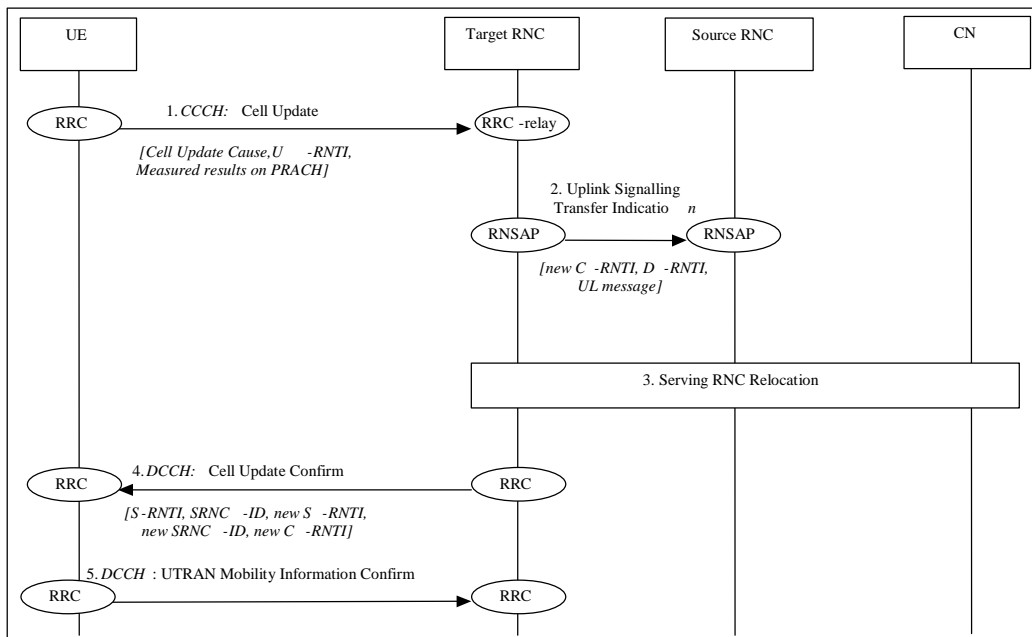 UE
Target RNC
Source RNC
CN
1. CCCH: Cell Update
RRC
RRC -relay
[Cell Update Cause,U -RNTI,
Measured results on PRACH]
2. Uplink Signalling
Transfer Indicatio n
RNSAP
RNSAP
[new C -RNTI, D -RNTI,
UL message]
3. Serving RNC Relocation
4. DCCH: Cell Update Confirm
RRC
RRC
[S-RNTI, SRNC -ID, new S -RNTI,
new SRNC -ID, new C -RNTI]
5. DCCH : UTRAN Mobility Information Confirm
RRC
RRC